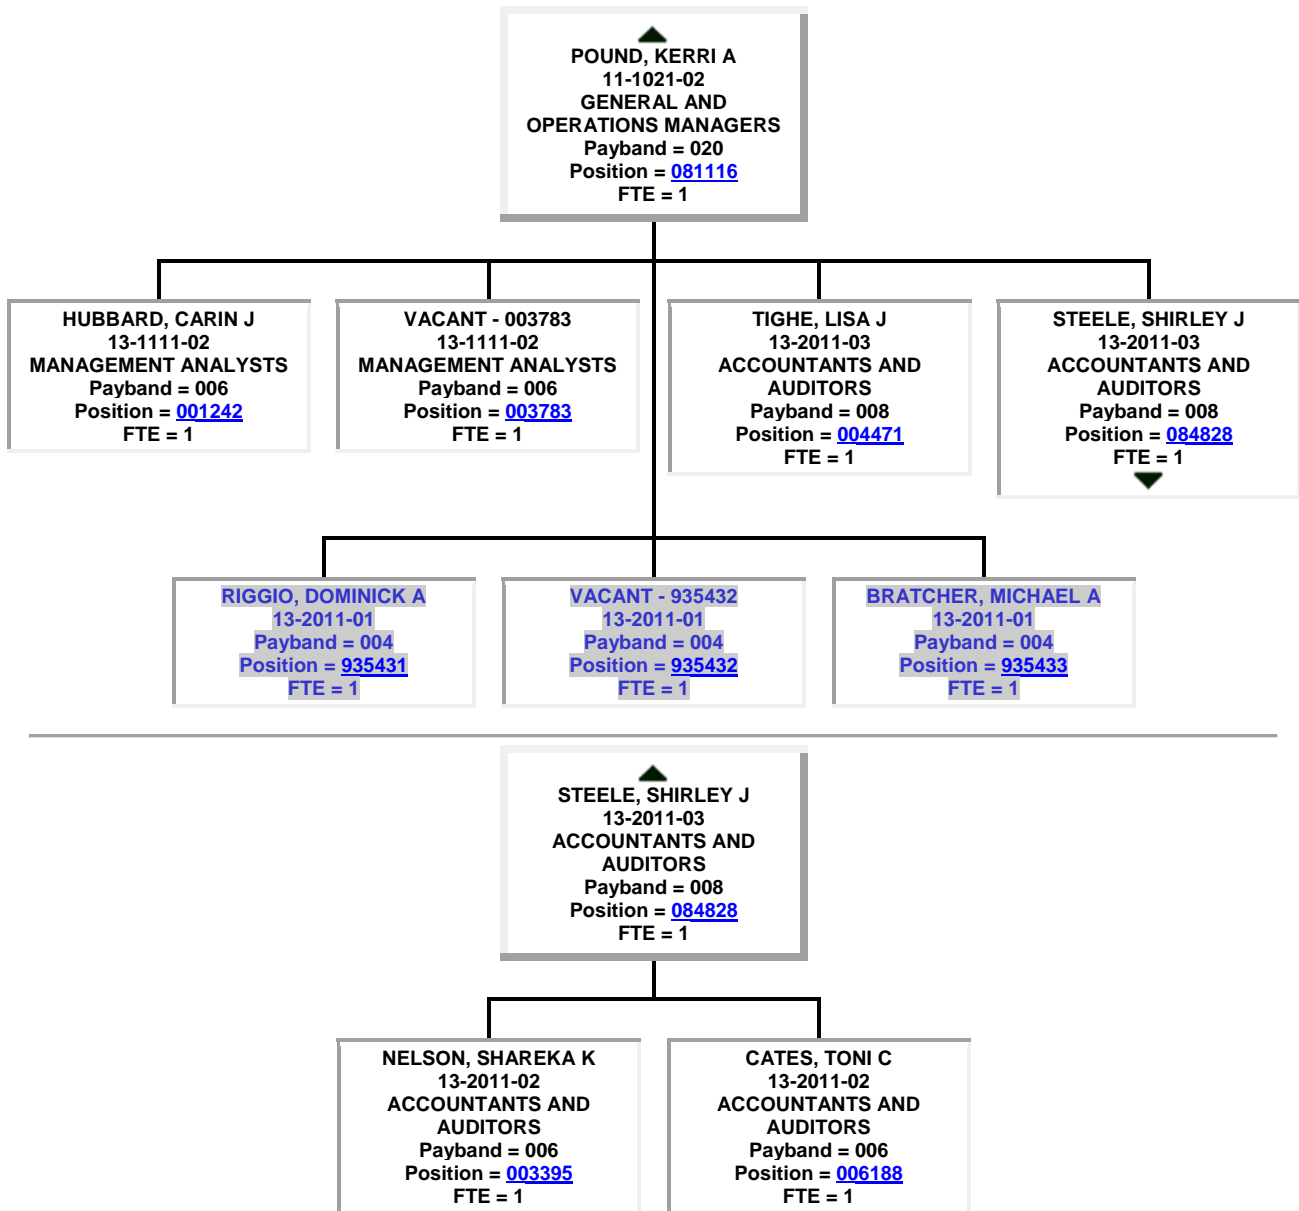 POUND, KERRI A
11-1021-02
GENERAL AND
OPERATIONS MANAGERS
Payband = 020
Position = 081116
FTE = 1
HUBBARD, CARIN J
13-1111-02
MANAGEMENT ANALYSTS
Payband = 006
Position = 001242
FTE = 1
VACANT - 003783
13-1111-02
MANAGEMENT ANALYSTS
Payband = 006
Position = 003783
FTE = 1
TIGHE, LISA J
13-2011-03
ACCOUNTANTS AND
AUDITORS
Payband = 008
Position = 004471
FTE = 1
STEELE, SHIRLEY J
13-2011-03
ACCOUNTANTS AND
AUDITORS
Payband = 008
Position = 084828
FTE = 1
RIGGIO, DOMINICK A
13-2011-01
Payband = 004
Position = 935431
FTE = 1
VACANT - 935432
13-2011-01
Payband = 004
Position = 935432
FTE = 1
BRATCHER, MICHAEL A
13-2011-01
Payband = 004
Position = 935433
FTE = 1
STEELE, SHIRLEY J
13-2011-03
ACCOUNTANTS AND
AUDITORS
Payband = 008
Position = 084828
FTE = 1
NELSON, SHAREKA K
13-2011-02
ACCOUNTANTS AND
AUDITORS
Payband = 006
Position = 003395
FTE = 1
CATES, TONI C
13-2011-02
ACCOUNTANTS AND
AUDITORS
Payband = 006
Position = 006188
FTE = 1